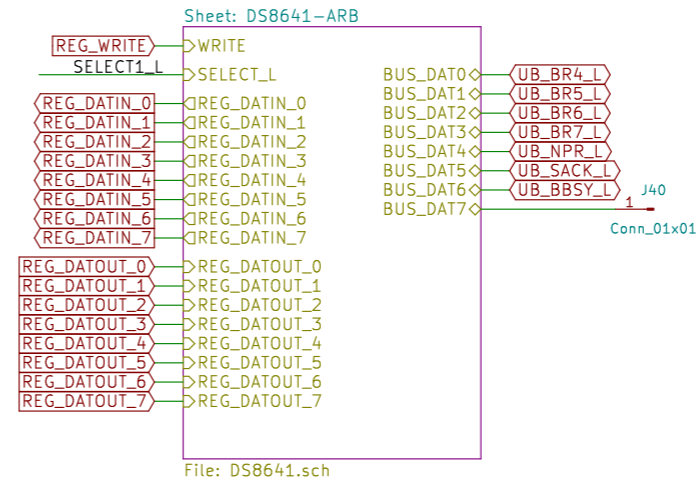 Sheet: DS8641-ARB
REG_WRITE WRITE
SELECT1_L SELECT_L BUS_DAT0 UB_BR4_L
BUS_DAT1 UB_BR5_L
REG_DATIN_0 REG_DATIN_0 BUS_DAT2 UB_BR6_L
REG_DATIN_1 REG_DATIN_1 BUS_DAT3 UB_BR7_L
REG_DATIN_2 REG_DATIN_2 BUS_DAT4 UB_NPR_L
REG_DATIN_3 REG_DATIN_3 BUS_DAT5 UB_SACK_L
REG_DATIN_4 REG_DATIN_4 BUS_DAT6 UB_BBSY_L
REG_DATIN_5 REG_DATIN_5 BUS_DAT7 1 J40
REG_DATIN_6 REG_DATIN_6 Conn_01x01
REG_DATIN_7 REG_DATIN_7
REG_DATOUT_0 REG_DATOUT_0
REG_DATOUT_1 REG_DATOUT_1
REG_DATOUT_2 REG_DATOUT_2
REG_DATOUT_3 REG_DATOUT_3
REG_DATOUT_4 REG_DATOUT_4
REG_DATOUT_5 REG_DATOUT_5
REG_DATOUT_6 REG_DATOUT_6
REG_DATOUT_7 REG_DATOUT_7
File: DS8641.sch